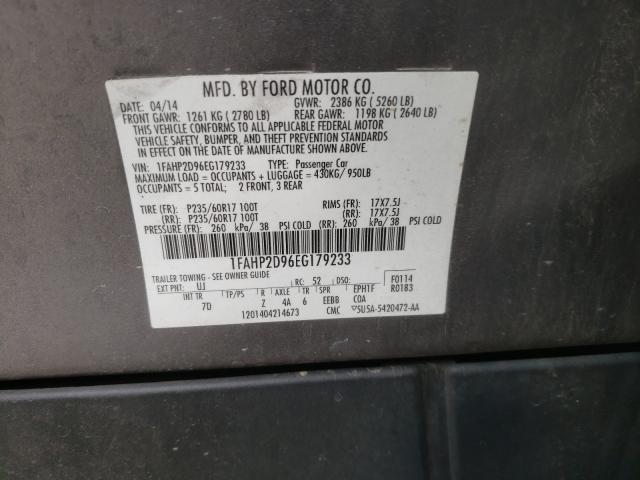 MFD. BY FORD MOTOR CO.
DATE: 04/14 GVWR: 2386 KG ( 5260 LB)
FRONT GAWR: 1261 KG ( 2780 LB) REAR GAWR: 1198 KG ( 2640 LB)
THIS VEHICLE CONFORMS TO ALL APPLICABLE FEDERAL MOTOR
VEHICLE SAFETY, BUMPER, AND THEFT PREVENTION STANDARDS
IN EFFECT ON THE DATE OF MANUFACTURE SHOWN ABOVE.
VIN: 1FAHP2D96EG179233 TYPE: Passenger Car
MAXIMUM LOAD = OCCUPANTS + LUGGAGE = 430KG/ 950LB
OCCUPANTS = 5 TOTAL; 2 FRONT, 3 REAR
TIRE (FR): P235/60R17 100T RIMS (FR): 17X7.5J
(RR): P235/60R17 100T (RR): 17X7.5J
PRESSURE (FR): 260 kPa/ 38 PSI COLD (RR): 260 kPa/ 38 PSI COLD
1FAHP2D96EG179233
TRAILER TOWING - SEE OWNER GUIDE
EXT PNT: UJ RC: 52 DSO: F0114
INT TR TP/PS R AXLE TR SPR EPH1F R0183
70 Z 4A 6 EEBB COA
1201404214673 CMC 5U5A-5420472-AA